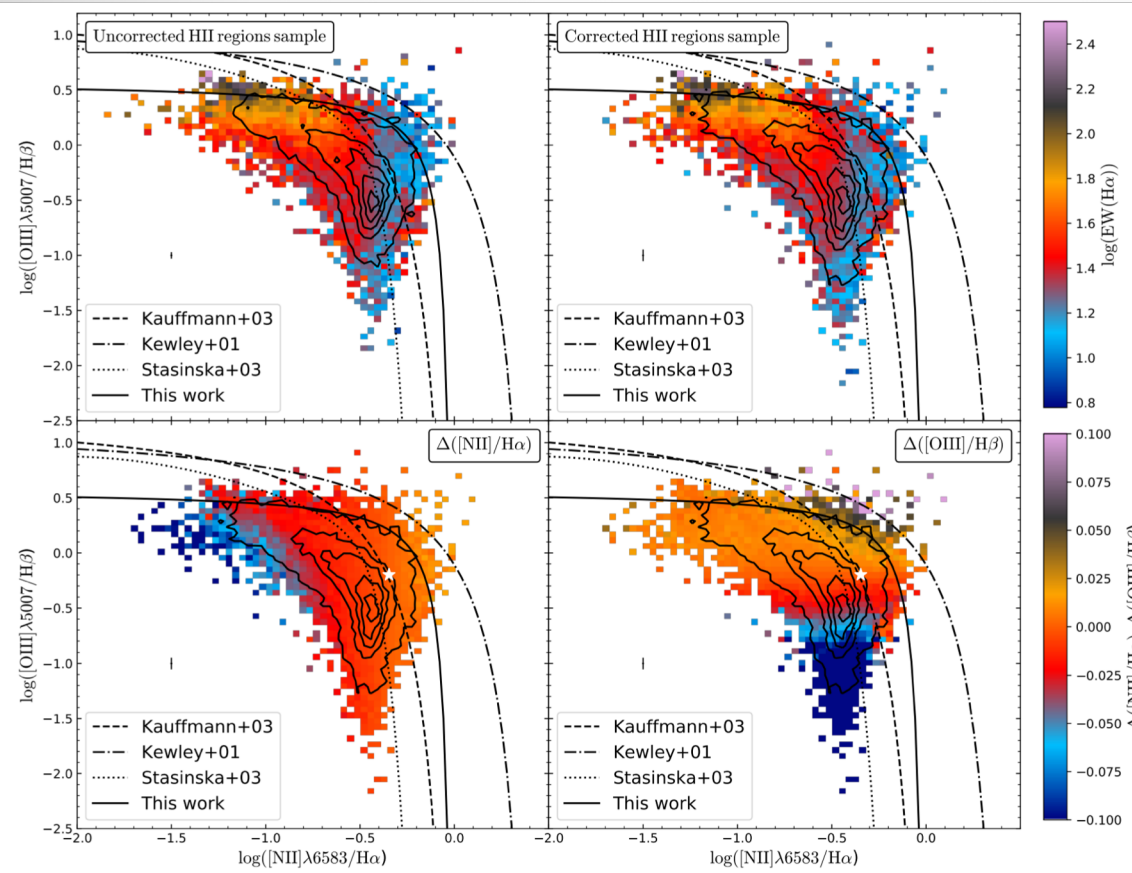 Uncorrected HII regions sample
Corrected HII regions sample
log([OIII]λ5007/Hβ)
1.0
0.5
0.0
−0.5
−1.0
−1.5
−2.0
−2.5
Kauffmann+03
Kewley+01
Stasinska+03
This work
Kauffmann+03
Kewley+01
Stasinska+03
This work
2.4
2.2
2.0
1.8
1.6
1.4
1.2
1.0
0.8
log(EW(Hα))
Δ([NII]/Hα)
Δ([OIII]/Hβ)
log([OIII]λ5007/Hβ)
1.0
0.5
0.0
−0.5
−1.0
−1.5
−2.0
−2.5
Kauffmann+03
Kewley+01
Stasinska+03
This work
Kauffmann+03
Kewley+01
Stasinska+03
This work
0.100
0.075
0.050
0.025
0.000
−0.025
−0.050
−0.075
−0.100
−2.0
−1.5
−1.0
−0.5
0.0
−1.5
−1.0
−0.5
0.0
log([NII]λ6583/Hα)
log([NII]λ6583/Hα)